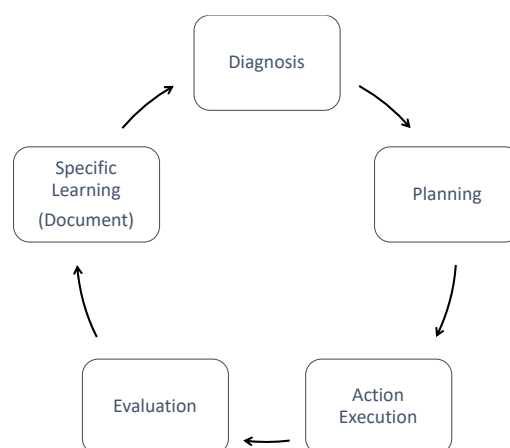 Diagnosis
Planning
Action
Execution
Evaluation
Specific
Learning
(Document)